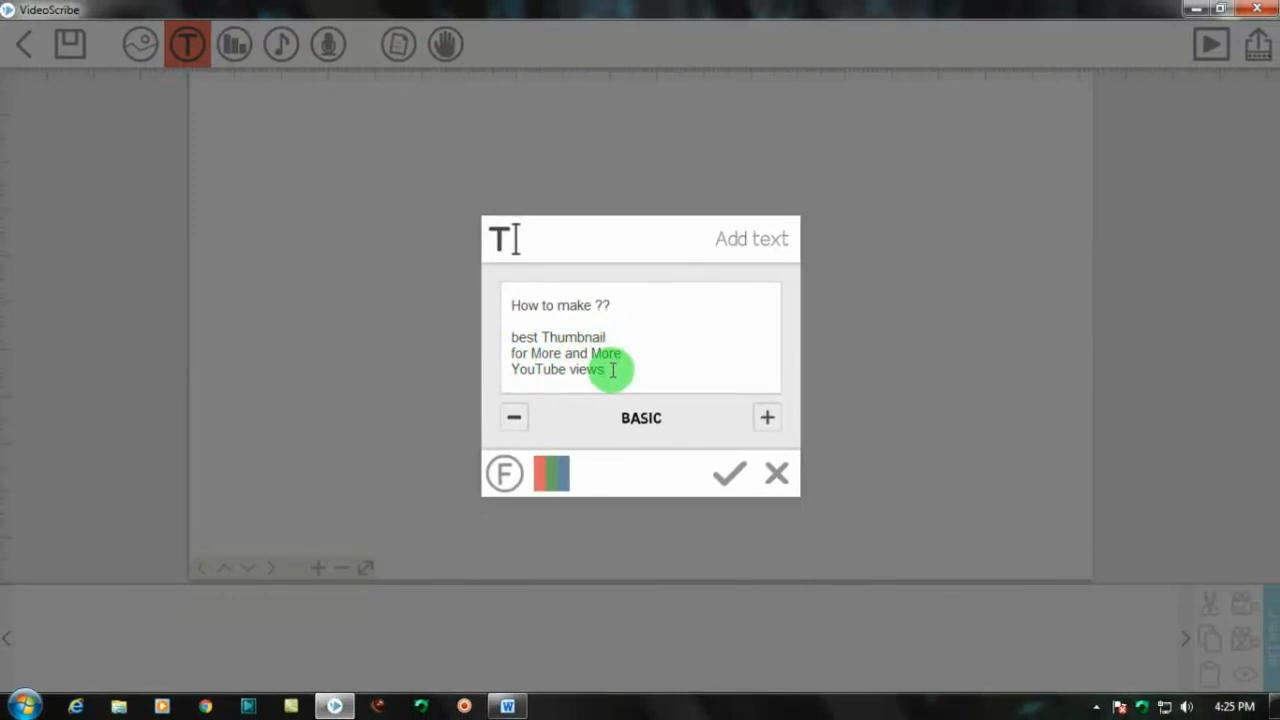 VideoScribe
T
T
Add text
How to make ??
best Thumbnail
for More and More
YouTube views
BASIC
F
W
4:25 PM